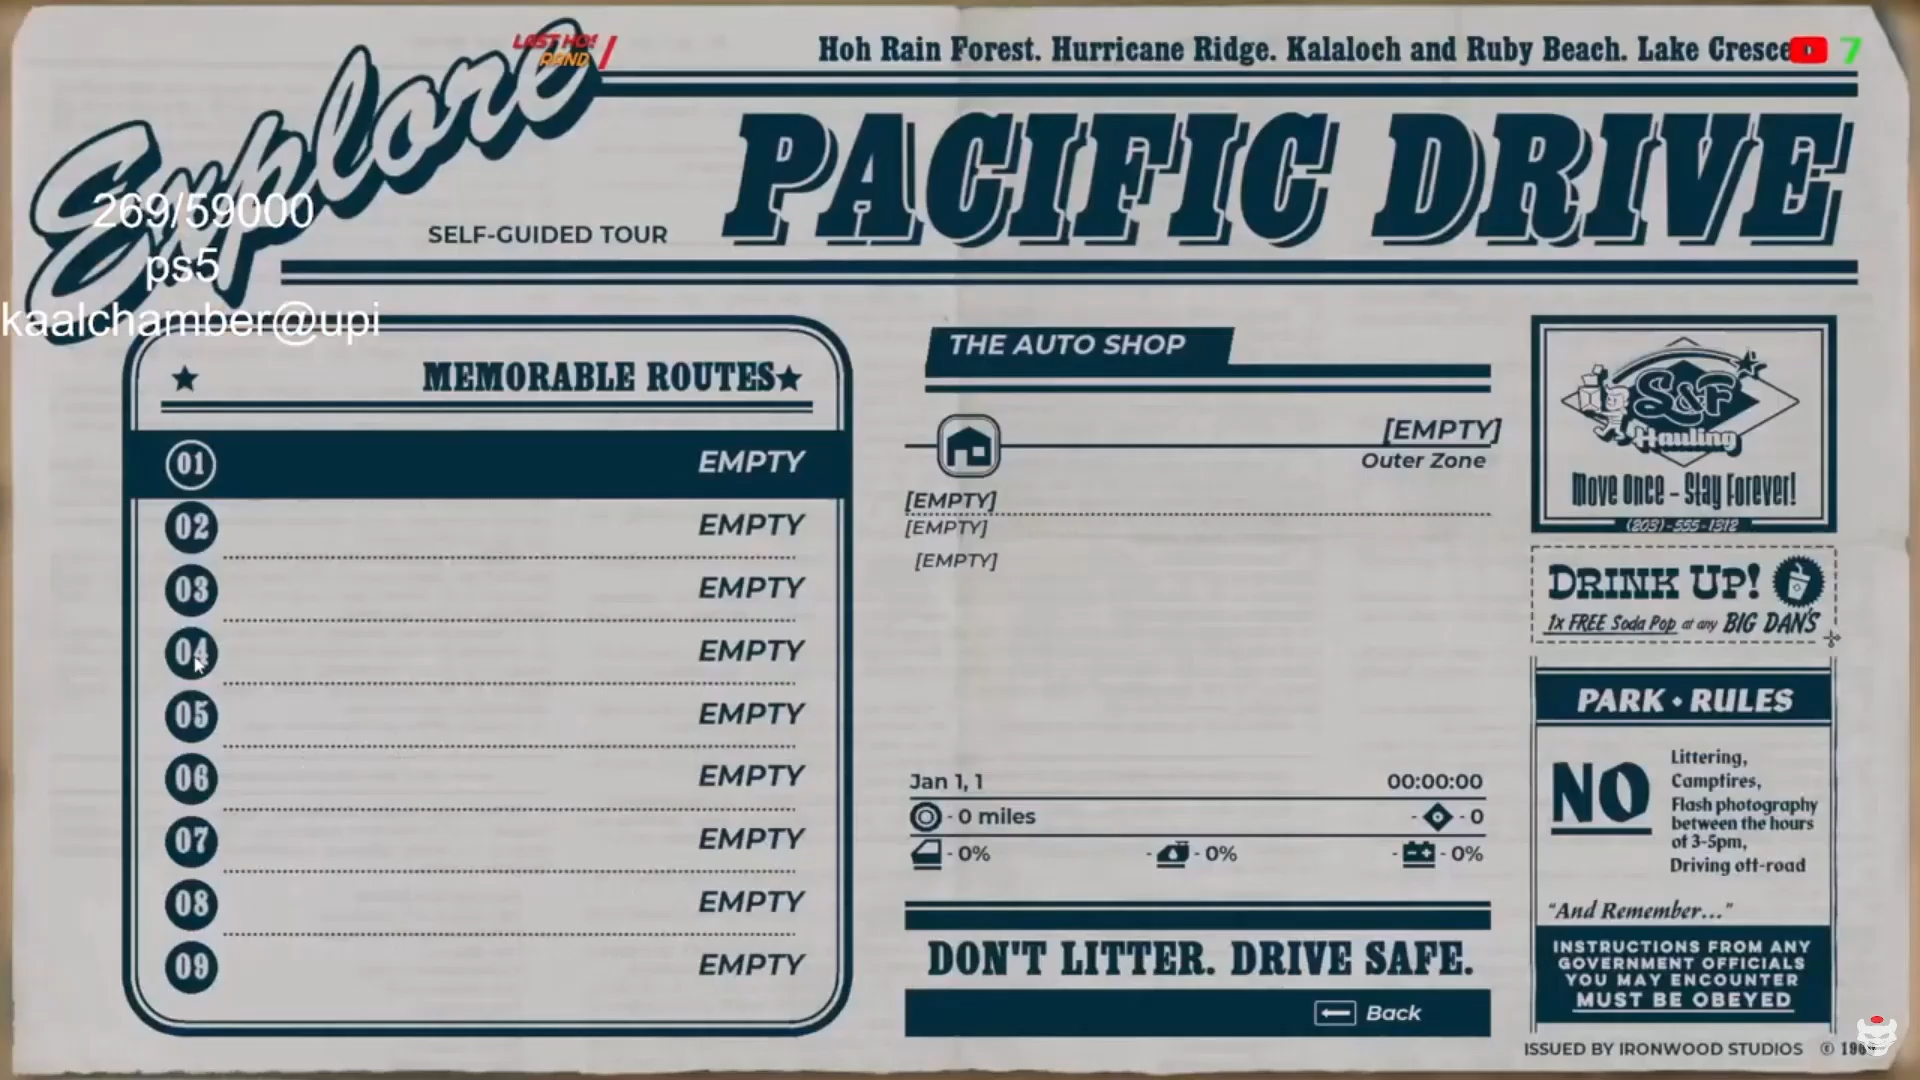 Explore
LAST HO!
ROND
Hoh Rain Forest. Hurricane Ridge. Kalaloch and Ruby Beach. Lake Cresce
7
PACIFIC DRIVE
SELF-GUIDED TOUR
269/59000
ps5
kaalchamber@upi
MEMORABLE ROUTES
01 EMPTY
02 EMPTY
03 EMPTY
04 EMPTY
05 EMPTY
06 EMPTY
07 EMPTY
08 EMPTY
09 EMPTY
THE AUTO SHOP
[EMPTY]
Outer Zone
[EMPTY]
[EMPTY]
[EMPTY]
Jan 1, 1 00:00:00
- 0 miles - - 0
- 0% - - 0% - - 0%
DON'T LITTER. DRIVE SAFE.
Back
S&F
Hauling
Move Once - Stay Forever!
(203)-555-1312
DRINK UP!
1x FREE Soda Pop at any BIG DAN'S
PARK • RULES
NO
Littering,
Campfires,
Flash photography
between the hours
of 3-5pm,
Driving off-road
"And Remember..."
INSTRUCTIONS FROM ANY
GOVERNMENT OFFICIALS
YOU MAY ENCOUNTER
MUST BE OBEYED
ISSUED BY IRONWOOD STUDIOS ©